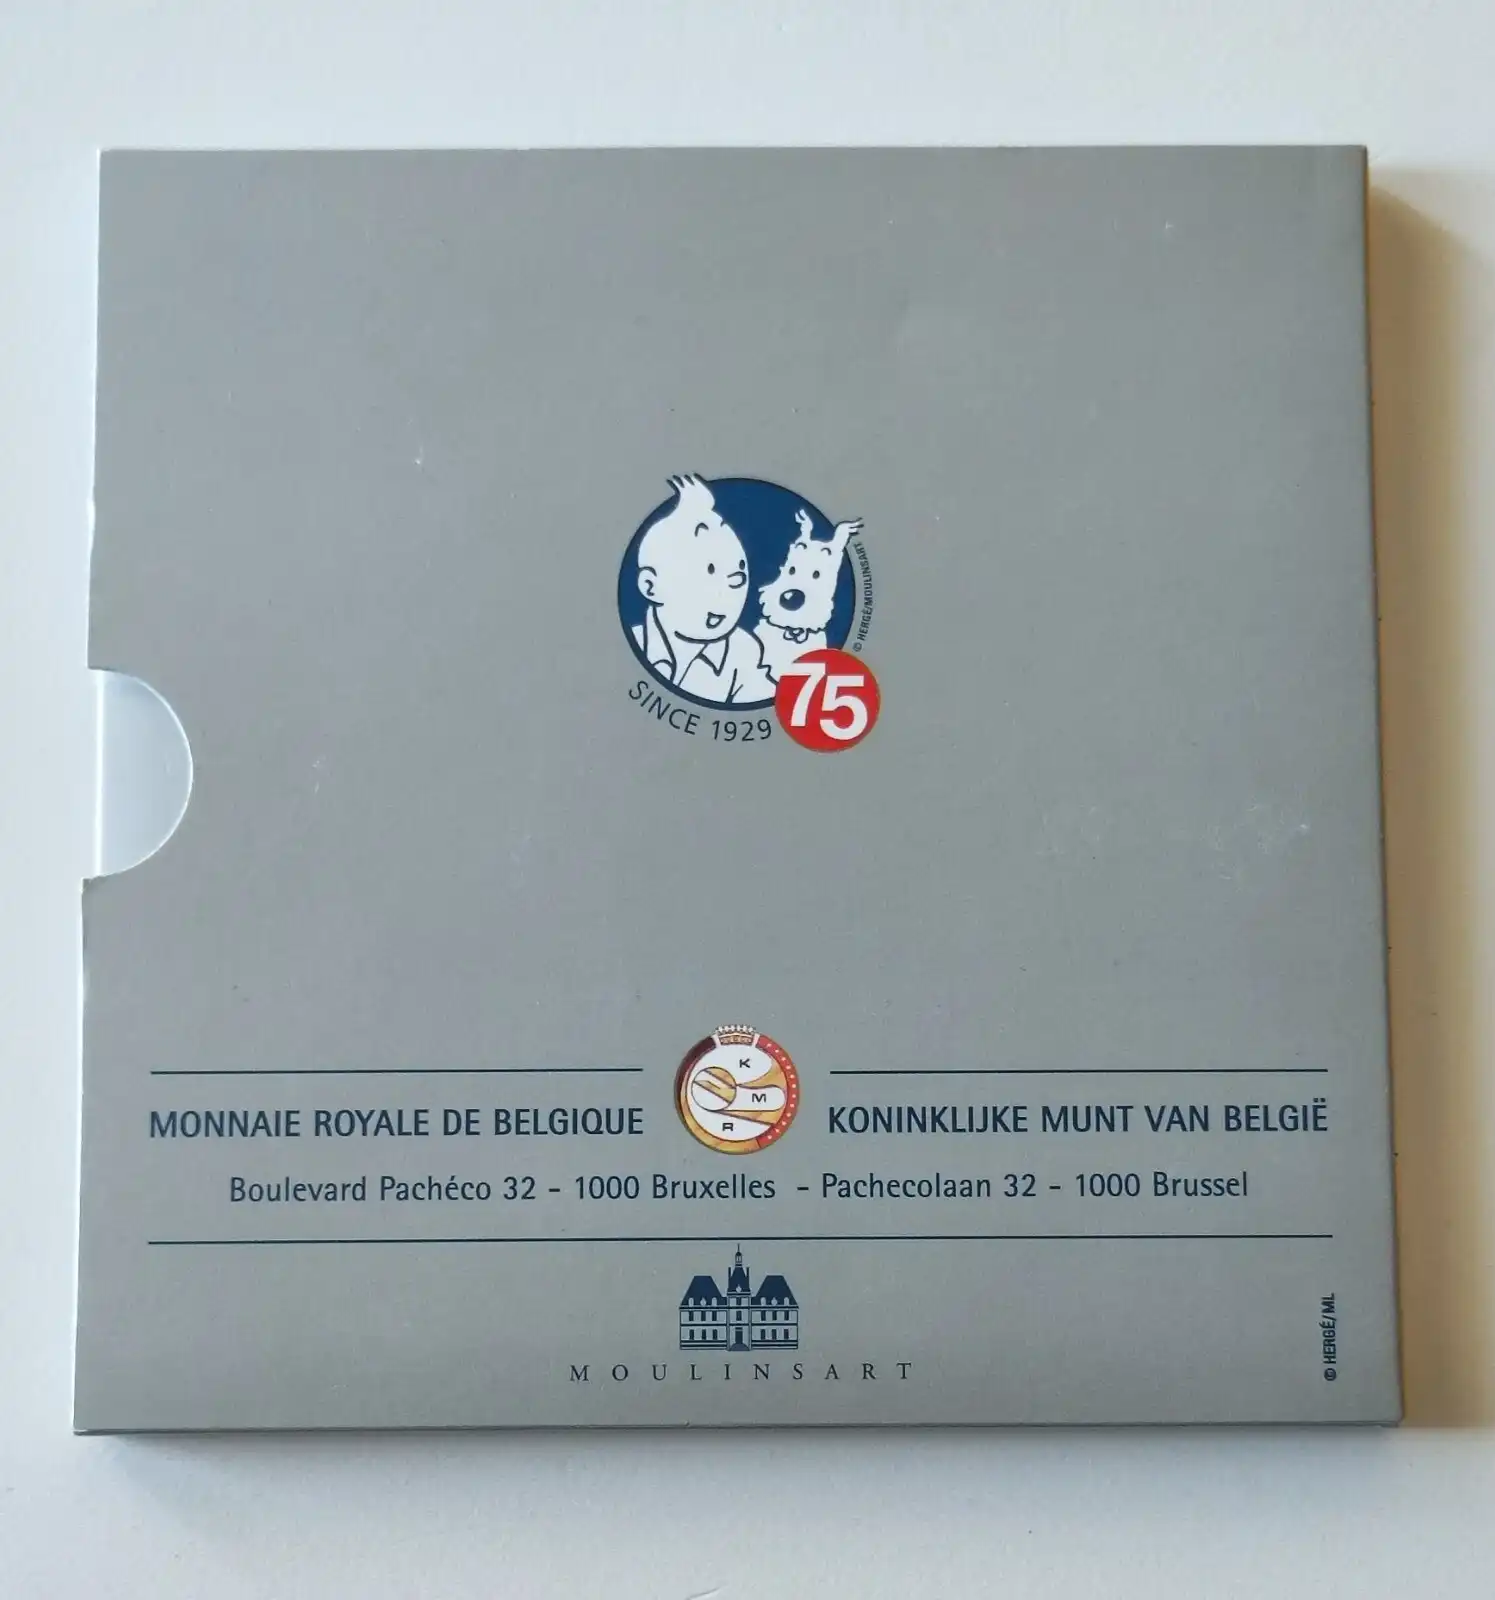 © HERGÉ/MOULINSART
SINCE 1929
75
K
M
R
MONNAIE ROYALE DE BELGIQUE
KONINKLIJKE MUNT VAN BELGIË
Boulevard Pachéco 32 - 1000 Bruxelles - Pachecolaan 32 - 1000 Brussel
MOULINSART
© HERGÉ/ML